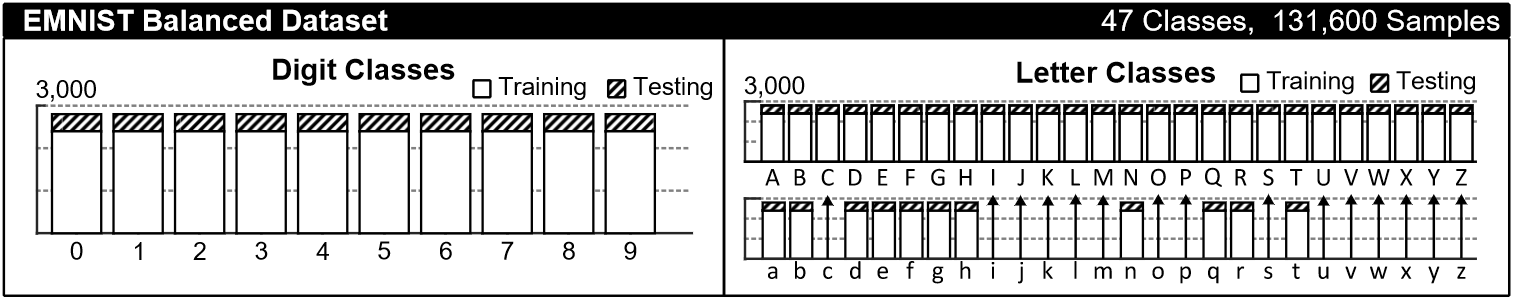 EMNIST Balanced Dataset 47 Classes, 131,600 Samples
Digit Classes
Training Testing
3,000
0 1 2 3 4 5 6 7 8 9
Letter Classes
Training Testing
3,000
A B C D E F G H I J K L M N O P Q R S T U V W X Y Z
a b c d e f g h i j k l m n o p q r s t u v w x y z